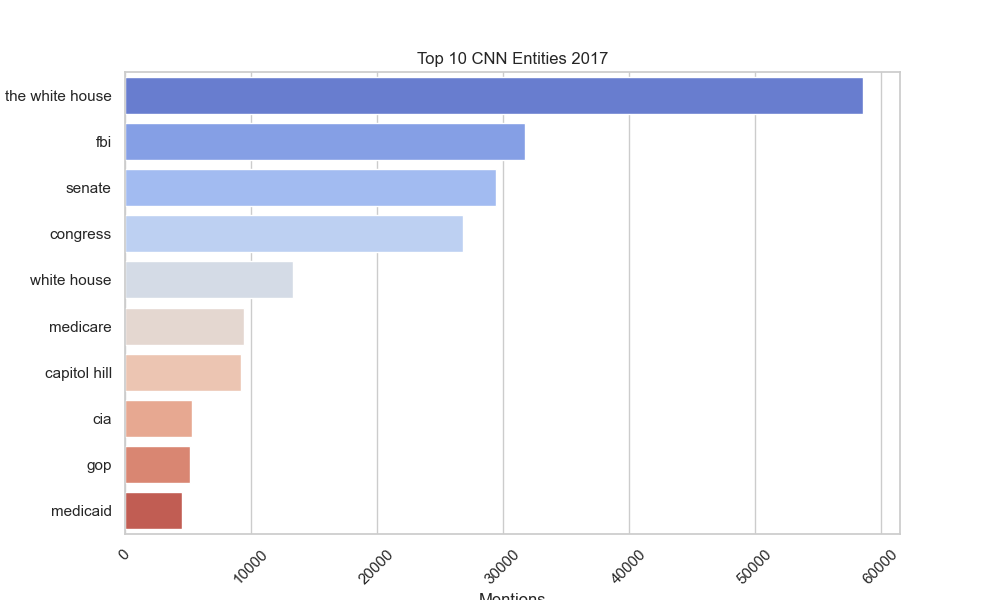 Top 10 CNN Entities 2017
the white house
fbi
senate
congress
white house
medicare
capitol hill
cia
gop
medicaid
0
10000
20000
30000
40000
50000
60000
Mentions